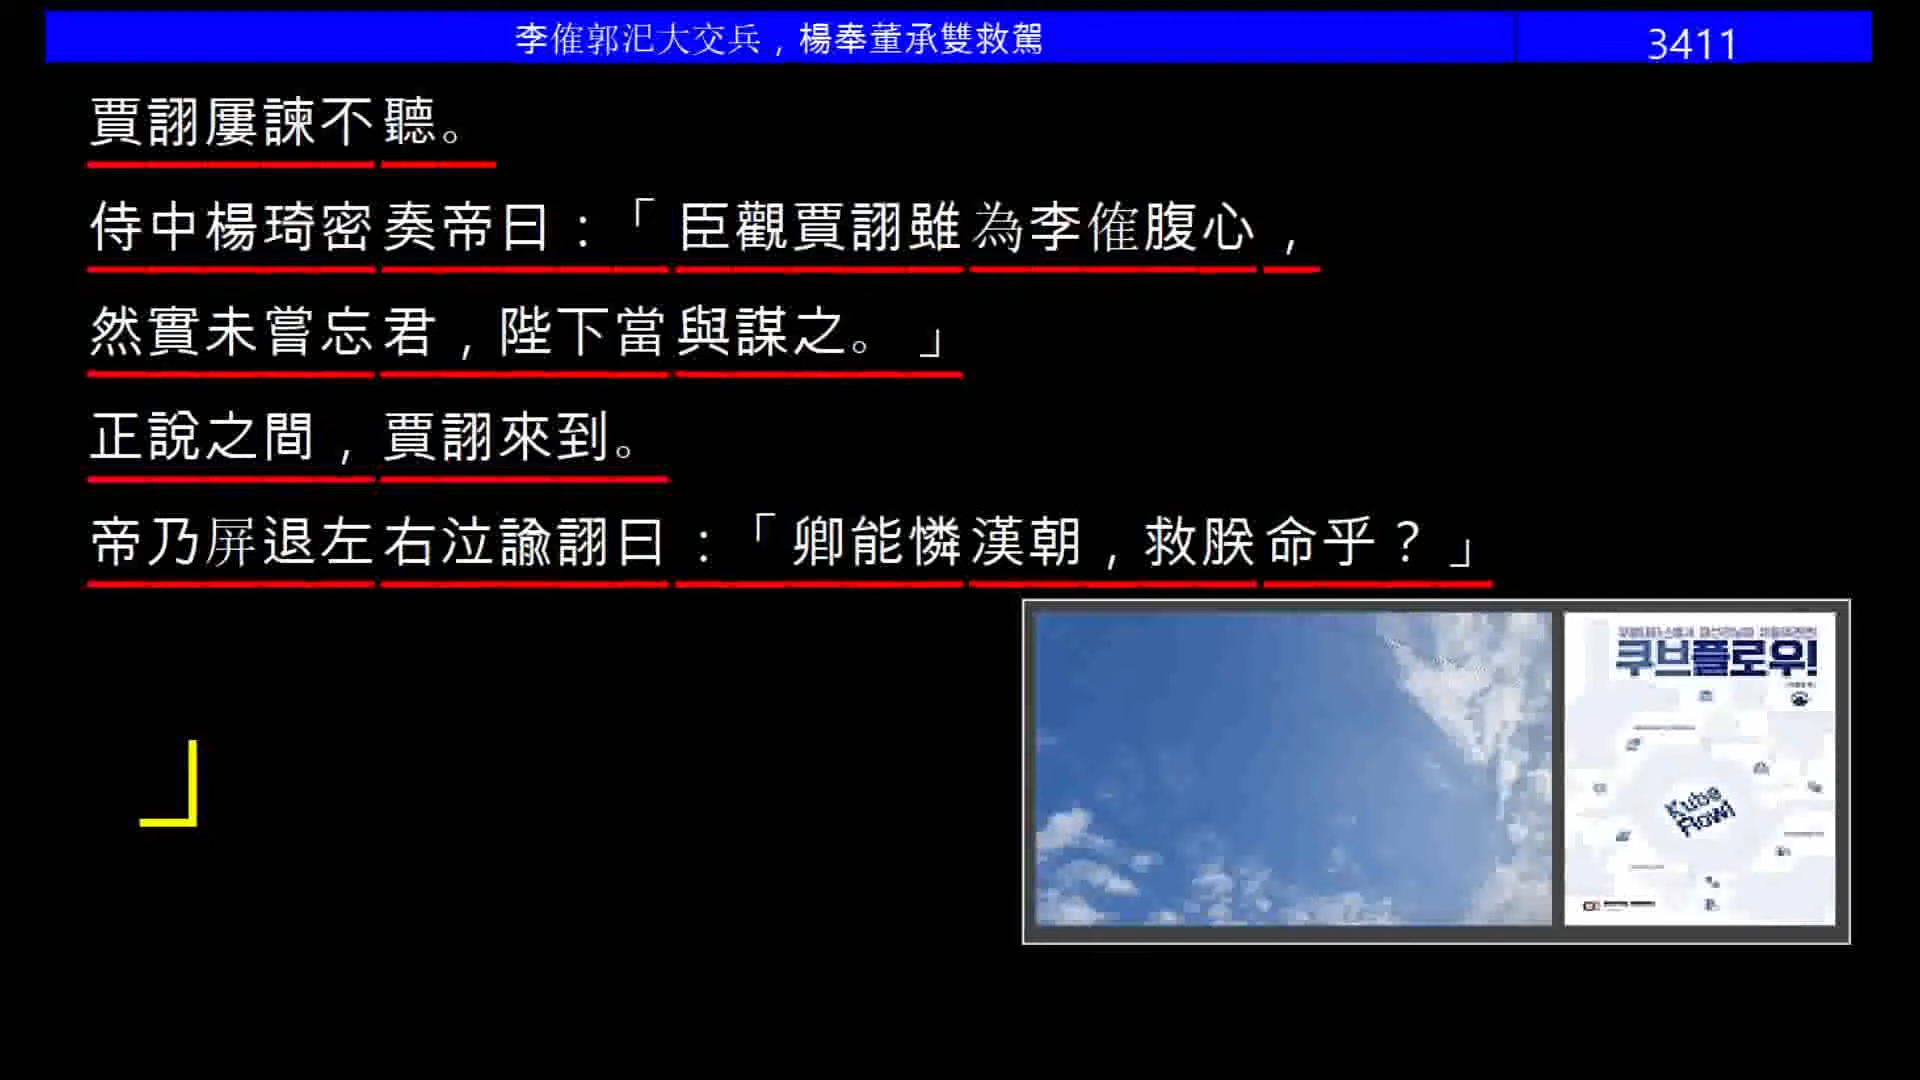 李傕郭汜大交兵，楊奉董承雙救駕
3411
賈詡屢諫不聽。
侍中楊琦密奏帝曰：「臣觀賈詡雖為李傕腹心，
然實未嘗忘君，陛下當與謀之。」
正說之間，賈詡來到。
帝乃屏退左右泣諭詡曰：「卿能憐漢朝，救朕命乎？」
쿠브플로우!
Kube
Flow!
」